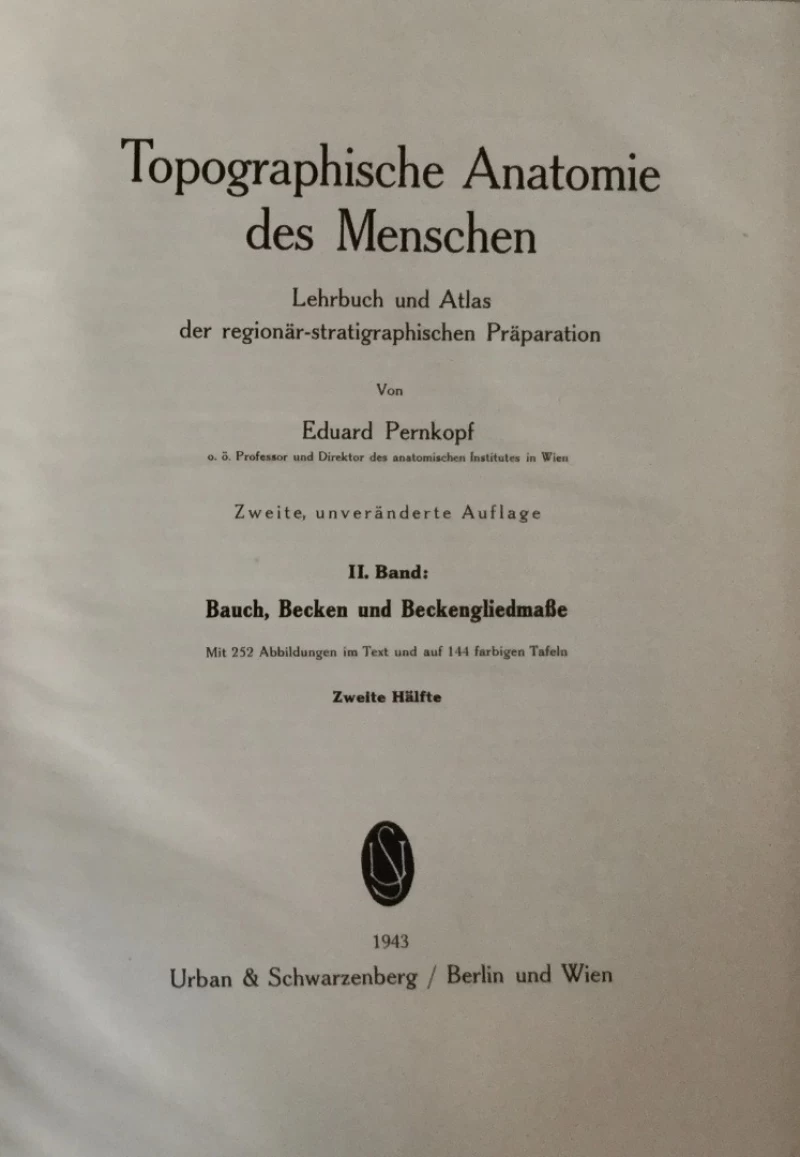 Topographische Anatomie
des Menschen
Lehrbuch und Atlas
der regionär-stratigraphischen Präparation
Von
Eduard Pernkopf
o. ö. Professor und Direktor des anatomischen Institutes in Wien
Zweite, unveränderte Auflage
II. Band:
Bauch, Becken und Beckengliedmaße
Mit 252 Abbildungen im Text und auf 144 farbigen Tafeln
Zweite Hälfte
US
1943
Urban & Schwarzenberg / Berlin und Wien